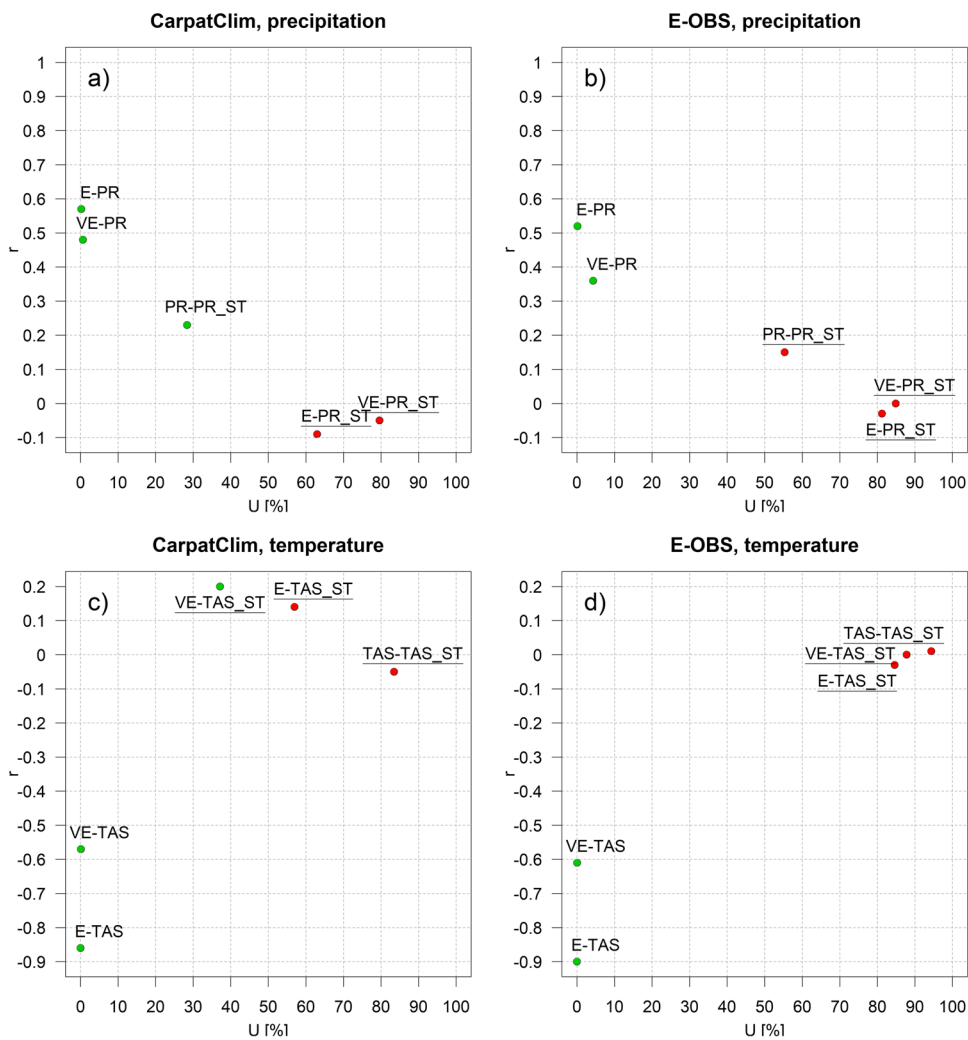 CarpatClim, precipitation
a)
1
0.9
0.8
0.7
0.6
0.5
0.4
0.3
0.2
0.1
0
-0.1
r
E-PR
VE-PR
PR-PR_ST
E-PR_ST
VE-PR_ST
0 10 20 30 40 50 60 70 80 90 100
U [%]
E-OBS, precipitation
b)
1
0.9
0.8
0.7
0.6
0.5
0.4
0.3
0.2
0.1
0
-0.1
r
E-PR
VE-PR
PR-PR_ST
VE-PR_ST
E-PR_ST
0 10 20 30 40 50 60 70 80 90 100
U [%]
CarpatClim, temperature
c)
0.2
0.1
0
-0.1
-0.2
-0.3
-0.4
-0.5
-0.6
-0.7
-0.8
-0.9
r
VE-TAS_ST
E-TAS_ST
TAS-TAS_ST
VE-TAS
E-TAS
0 10 20 30 40 50 60 70 80 90 100
U [%]
E-OBS, temperature
d)
0.2
0.1
0
-0.1
-0.2
-0.3
-0.4
-0.5
-0.6
-0.7
-0.8
-0.9
r
TAS-TAS_ST
VE-TAS_ST
E-TAS_ST
VE-TAS
E-TAS
0 10 20 30 40 50 60 70 80 90 100
U [%]